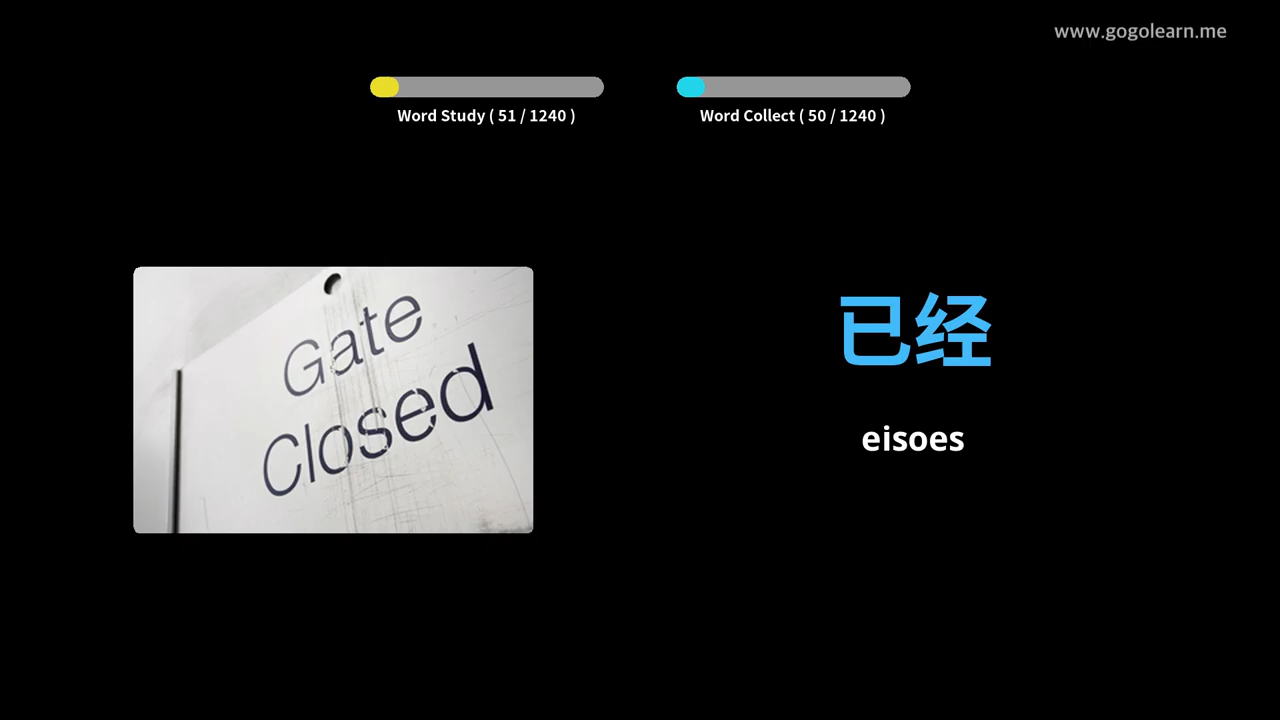 www.gogolearn.me
Word Study ( 51 / 1240 )
Word Collect ( 50 / 1240 )
Gate
Closed
已经
eisoes